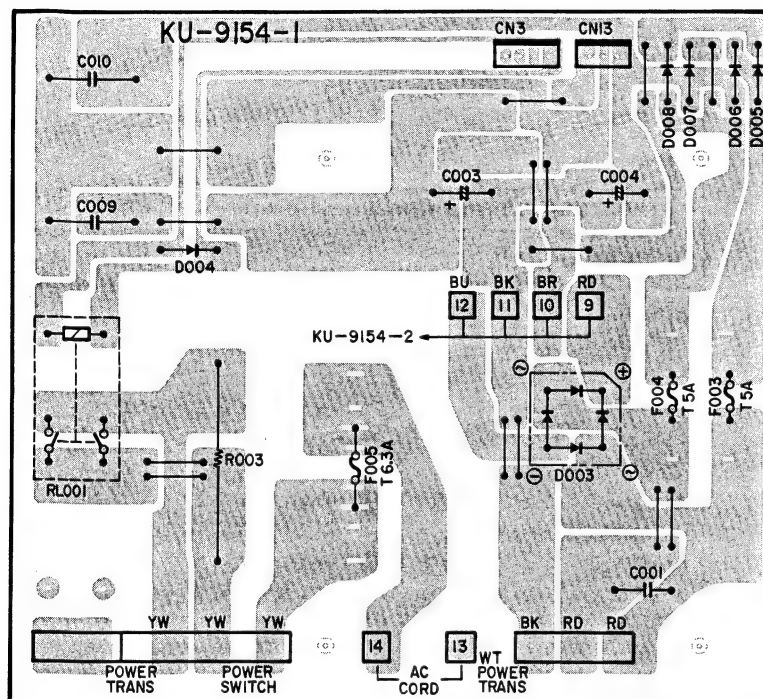 KU-9154-1
CN3
CN13
C010
D008
D007
D006
D005
C003
+
C004
+
C009
D004
BU
BK
BR
RD
12
11
10
9
KU-9154-2
~
+
F004
T5A
F003
T5A
R003
F005
T6.3A
−
~
D003
RL001
C001
YW
YW
YW
BK
RD
RD
14
13
WT
POWER
TRANS
POWER
SWITCH
AC
CORD
POWER
TRANS